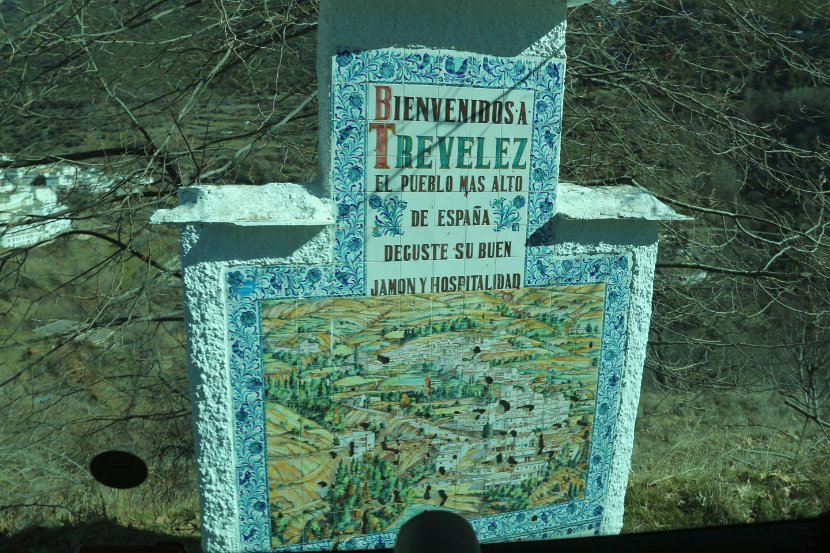 BIENVENIDOS A
TREVELEZ
EL PUEBLO MAS ALTO
DE ESPAÑA
DEGUSTE SU BUEN
JAMON Y HOSPITALIDAD